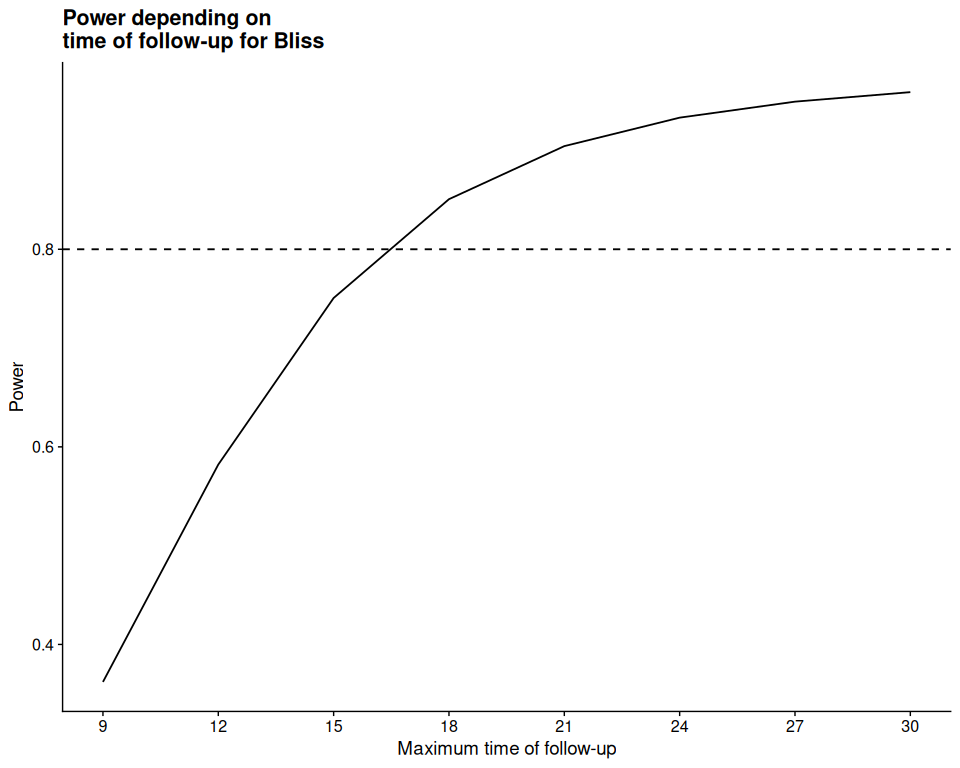 Power depending on
time of follow-up for Bliss
Power
0.8
0.6
0.4
9 12 15 18 21 24 27 30
Maximum time of follow-up